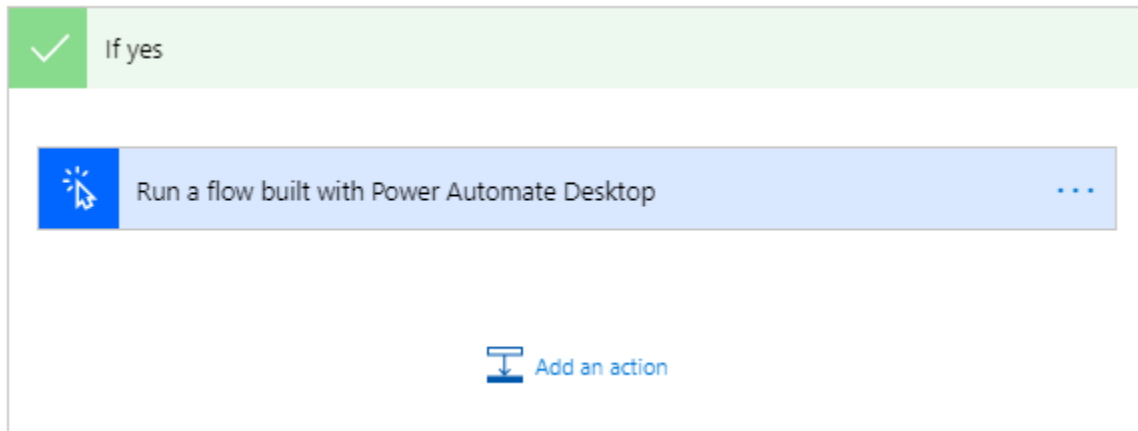 If yes
Run a flow built with Power Automate Desktop
Add an action